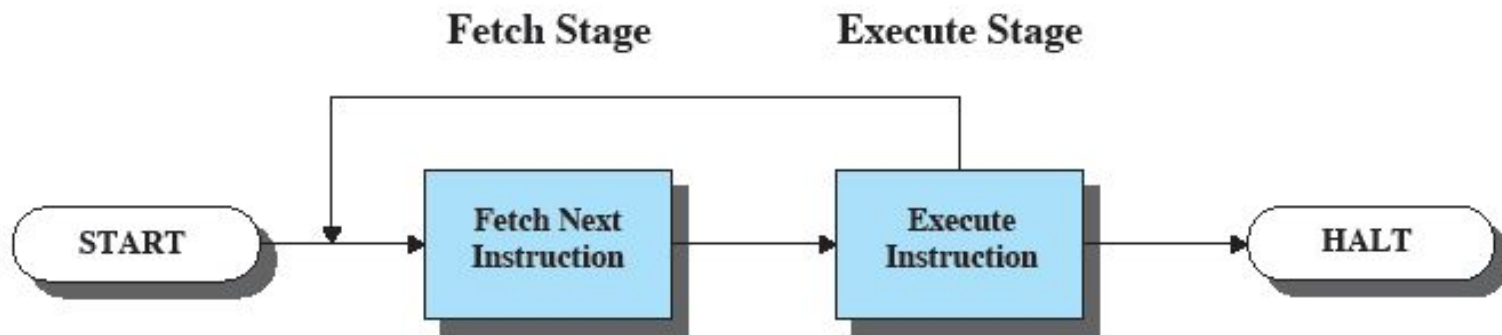 Fetch Stage
Execute Stage
START
Fetch Next
Instruction
Execute
Instruction
HALT